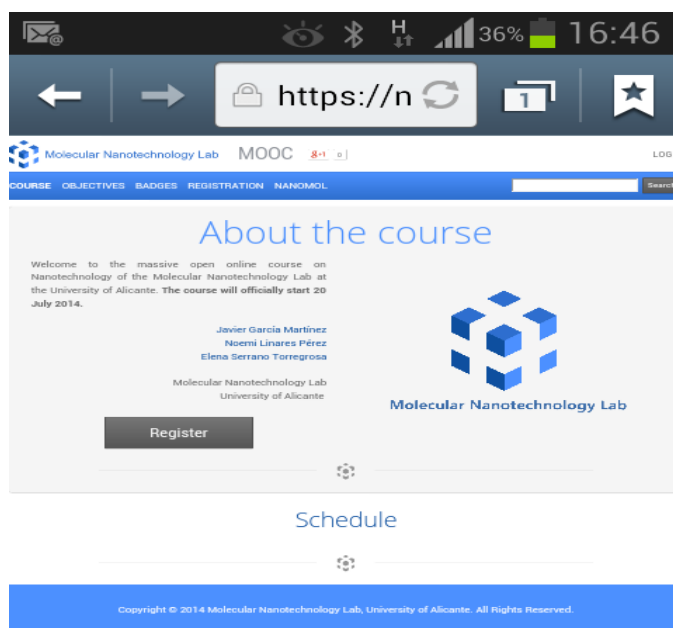 H 36% 16:46
https://n 1
Molecular Nanotechnology Lab MOOC g+1 0 LOG
COURSE OBJECTIVES BADGES REGISTRATION NANOMOL Search
About the course
Welcome to the massive open online course on
Nanotechnology of the Molecular Nanotechnology Lab at
the University of Alicante. The course will officially start 20
July 2014.
Javier García Martínez
Noemi Linares Pérez
Elena Serrano Torregrosa
Molecular Nanotechnology Lab
University of Alicante
Register
Molecular Nanotechnology Lab
Schedule
Copyright © 2014 Molecular Nanotechnology Lab, University of Alicante. All Rights Reserved.